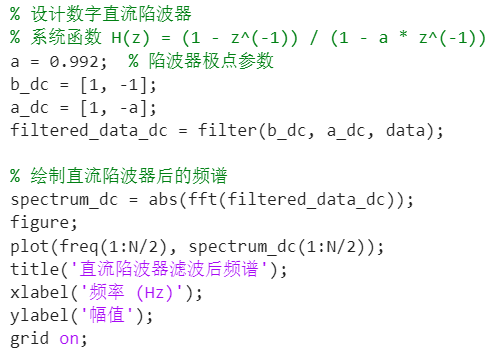 % 设计数字直流陷波器
% 系统函数 H(z) = (1 - z^(-1)) / (1 - a * z^(-1))
a = 0.992;  % 陷波器极点参数
b_dc = [1, -1];
a_dc = [1, -a];
filtered_data_dc = filter(b_dc, a_dc, data);

% 绘制直流陷波器后的频谱
spectrum_dc = abs(fft(filtered_data_dc));
figure;
plot(freq(1:N/2), spectrum_dc(1:N/2));
title('直流陷波器滤波后频谱');
xlabel('频率 (Hz)');
ylabel('幅值');
grid on;